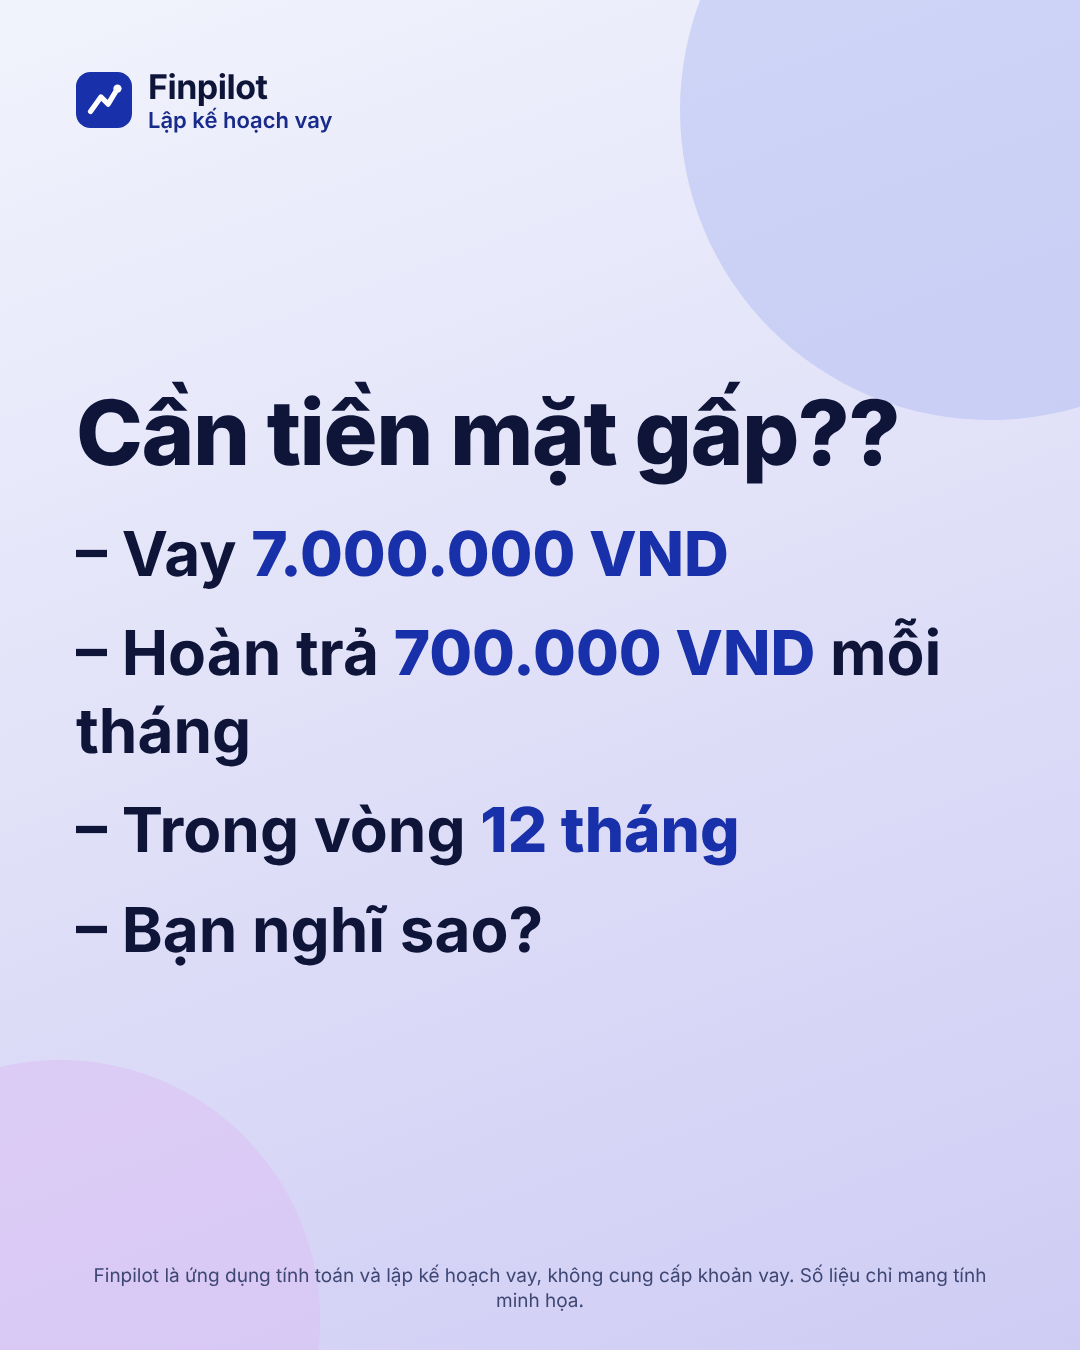 Finpilot
Lập kế hoạch vay
Cần tiền mặt gấp??
– Vay 7.000.000 VND
– Hoàn trả 700.000 VND mỗi
tháng
– Trong vòng 12 tháng
– Bạn nghĩ sao?
Finpilot là ứng dụng tính toán và lập kế hoạch vay, không cung cấp khoản vay. Số liệu chỉ mang tính
minh họa.